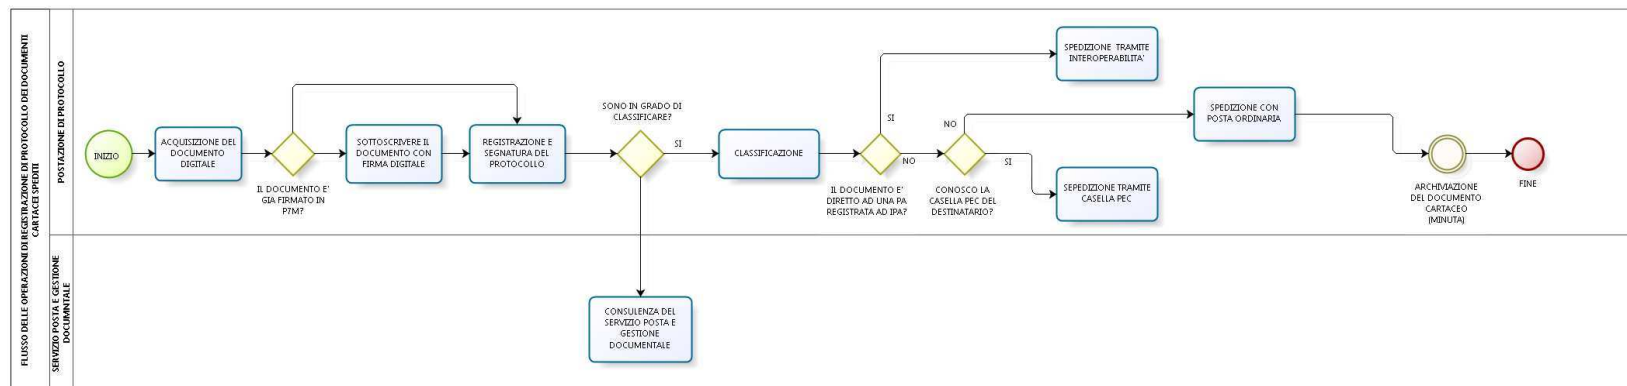 FLUSSO DELLE OPERAZIONI DI REGISTRAZIONE DI PROTOCOLLO DEI DOCUMENTI
CARTACEI SPEDITI
POSTAZIONE DI PROTOCOLLO
INIZIO
ACQUISIZIONE DEL
DOCUMENTO
DIGITALE
IL DOCUMENTO E'
GIA FIRMATO IN
P7M?
SOTTOSCRIVERE IL
DOCUMENTO CON
FIRMA DIGITALE
REGISTRAZIONE E
SEGNATURA DEL
PROTOCOLLO
SONO IN GRADO DI
CLASSIFICARE?
SI
CLASSIFICAZIONE
IL DOCUMENTO E'
DIRETTO AD UNA PA
REGISTRATA AD IPA?
SI
NO
SPEDIZIONE TRAMITE
INTEROPERABILITA'
CONOSCO LA
CASELLA PEC DEL
DESTINATARIO?
NO
SI
SPEDIZIONE CON
POSTA ORDINARIA
SEPEDIZIONE TRAMITE
CASELLA PEC
ARCHIVIAZIONE
DEL DOCUMENTO
CARTACEO
(MINUTA)
FINE
SERVIZIO POSTA E GESTIONE
DOCUMNTALE
CONSULENZA DEL
SERVIZIO POSTA E
GESTIONE
DOCUMENTALE